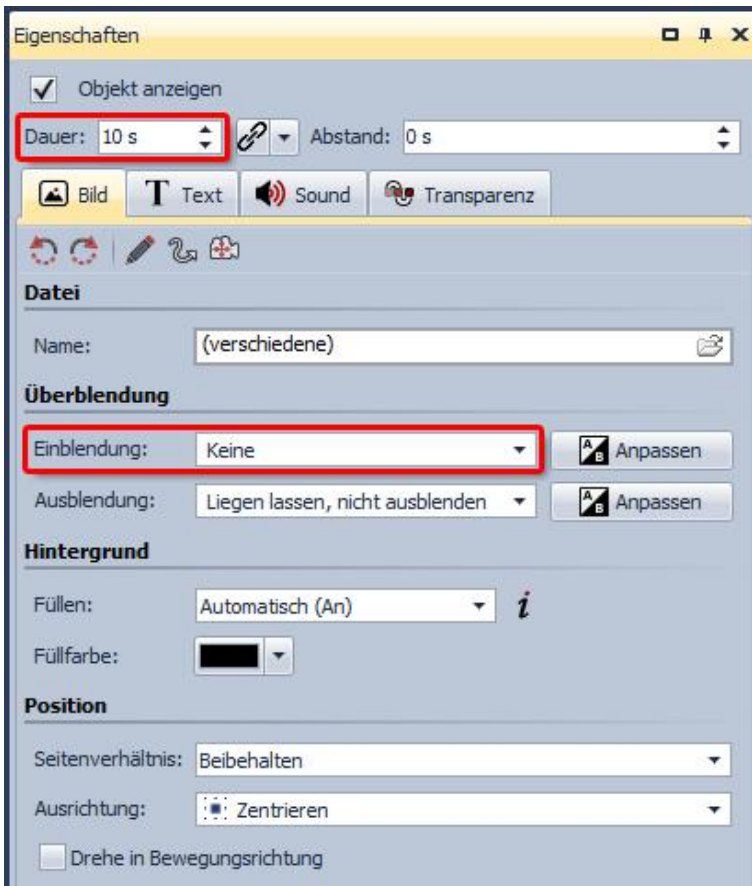 Eigenschaften
Objekt anzeigen
Dauer: 10 s Abstand: 0 s
Bild T Text Sound Transparenz
Datei
Name: (verschiedene)
Überblendung
Einblendung: Keine A B Anpassen
Ausblendung: Liegen lassen, nicht ausblenden A B Anpassen
Hintergrund
Füllen: Automatisch (An) i
Füllfarbe:
Position
Seitenverhältnis: Beibehalten
Ausrichtung: Zentrieren
Drehe in Bewegungsrichtung